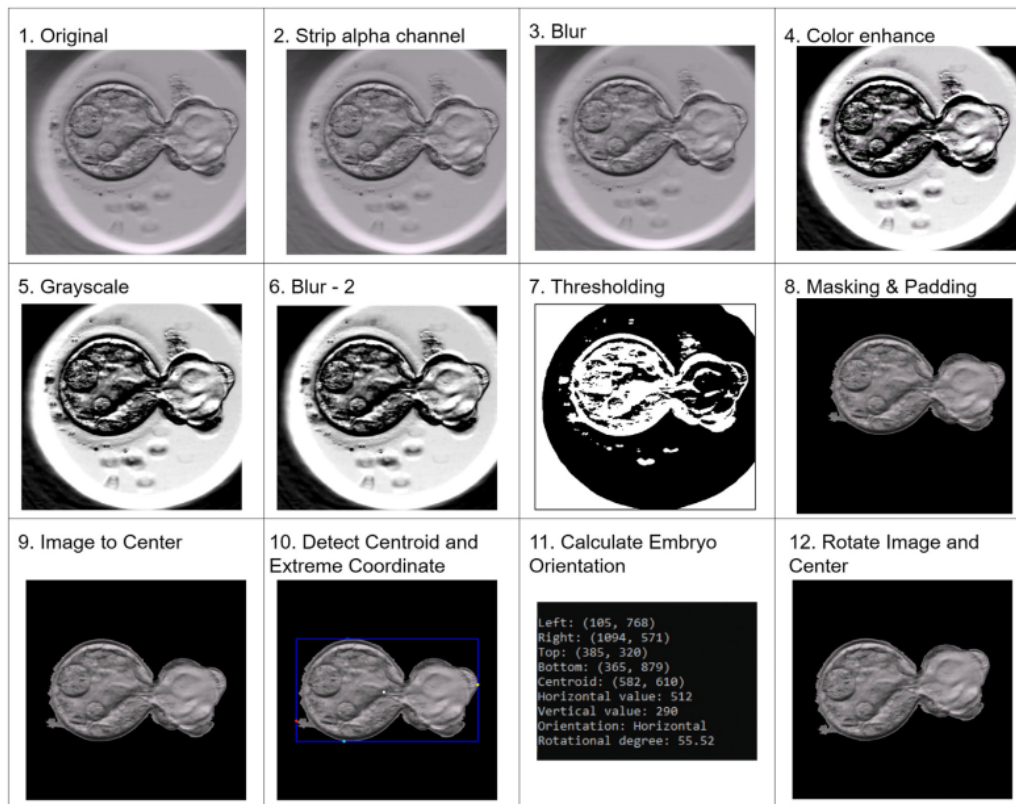 1. Original
2. Strip alpha channel
3. Blur
4. Color enhance
5. Grayscale
6. Blur - 2
7. Thresholding
8. Masking & Padding
9. Image to Center
10. Detect Centroid and
Extreme Coordinate
11. Calculate Embryo
Orientation
Left: (105, 768)
Right: (1094, 571)
Top: (385, 320)
Bottom: (365, 879)
Centroid: (582, 610)
Horizontal value: 512
Vertical value: 290
Orientation: Horizontal
Rotational degree: 55.52
12. Rotate Image and
Center